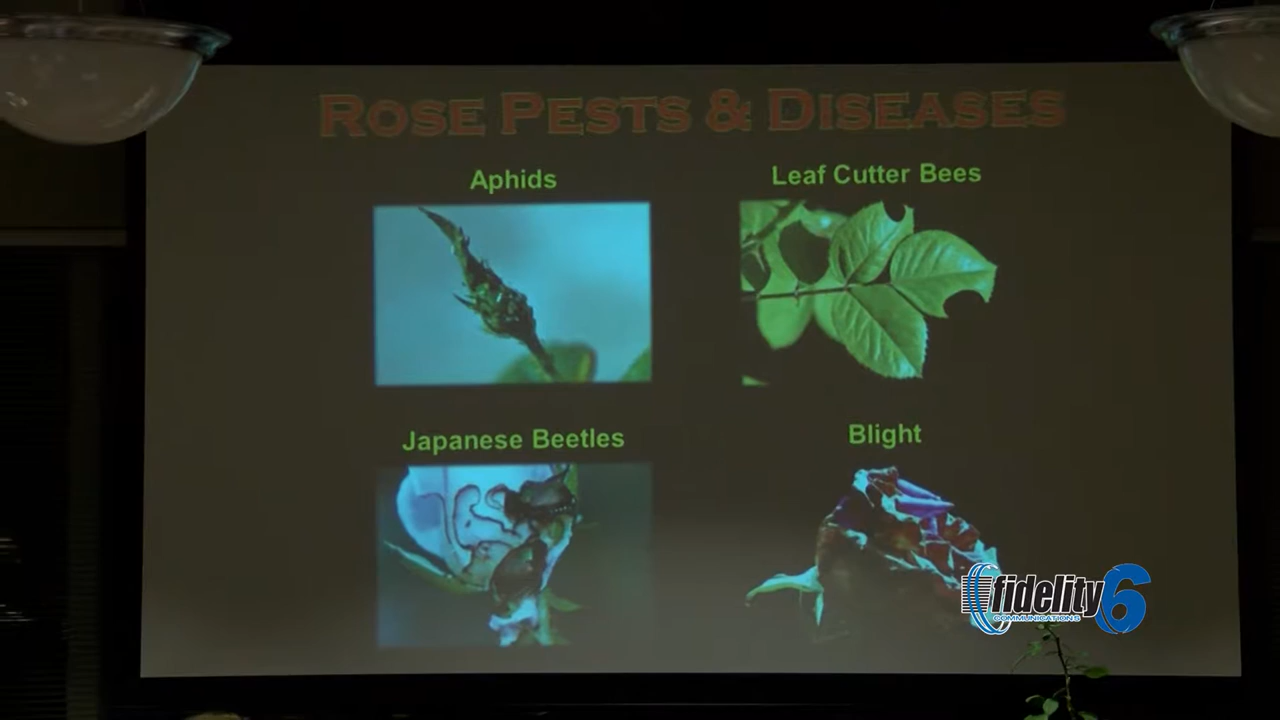 ROSE PESTS & DISEASES
Aphids
Leaf Cutter Bees
Japanese Beetles
Blight
fidelity 6
COMMUNICATIONS